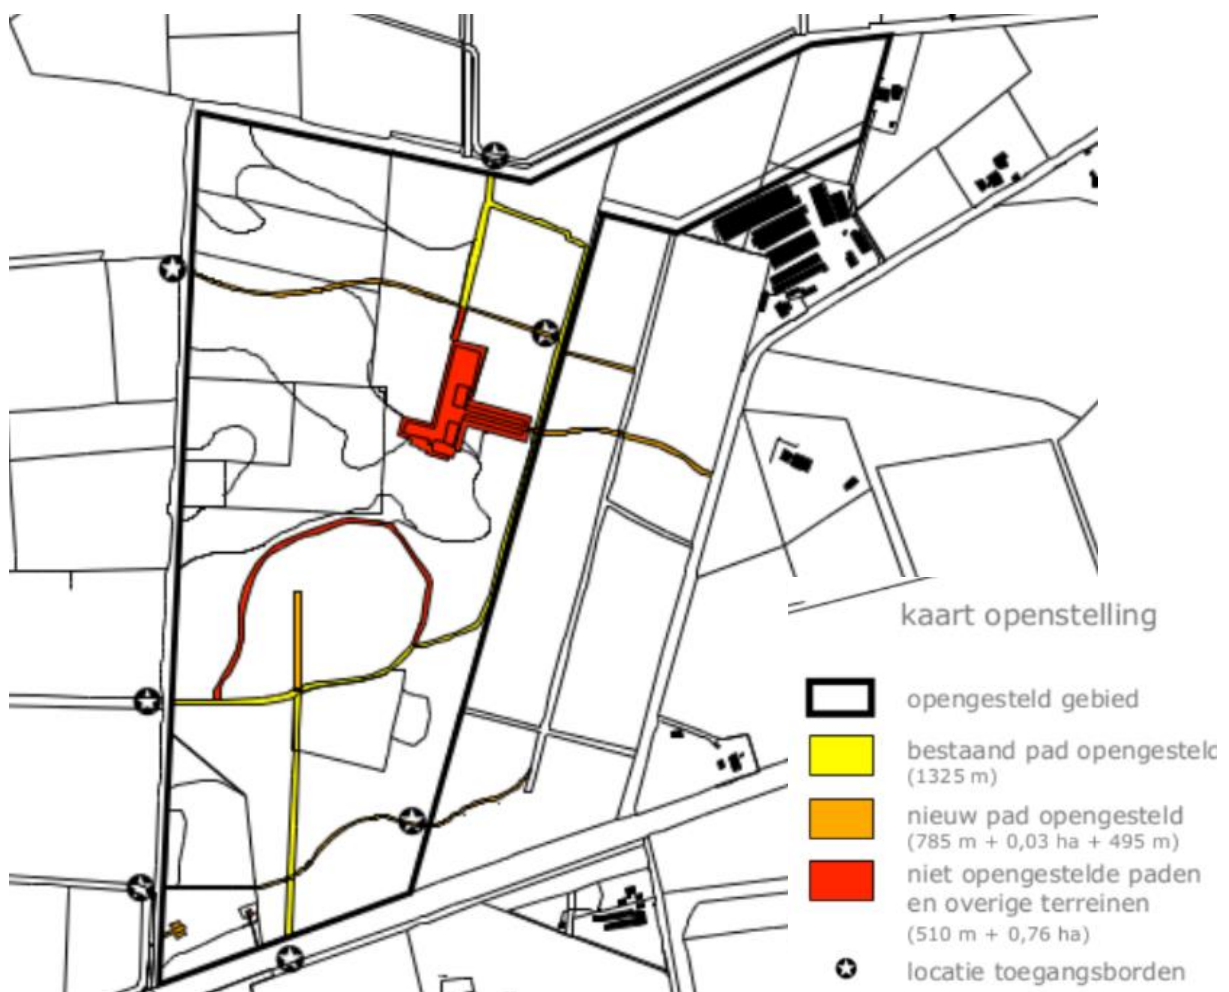 kaart openstelling
opengesteld gebied
bestaand pad opengesteld
(1325 m)
nieuw pad opengesteld
(785 m + 0,03 ha + 495 m)
niet opengestelde paden
en overige terreinen
(510 m + 0,76 ha)
locatie toegangsborden